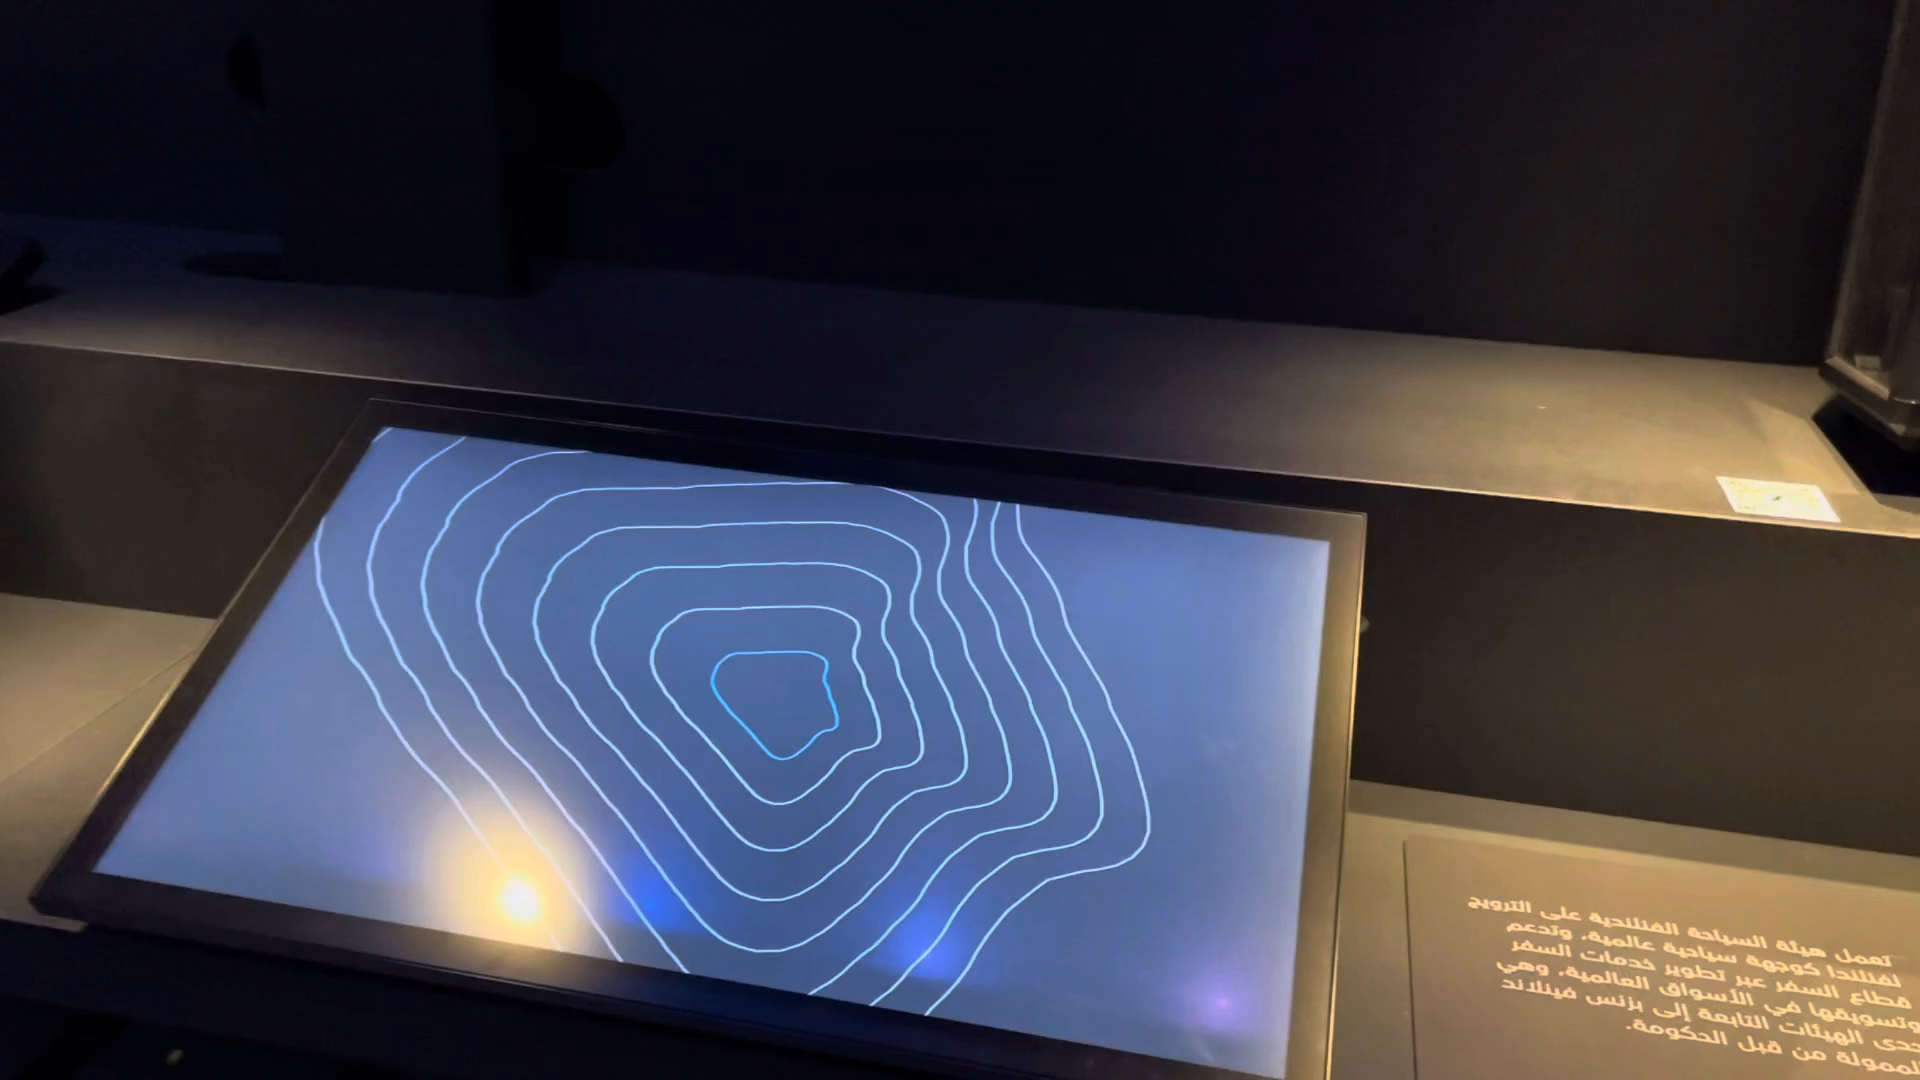 تعمل هيئة السياحة الفنلندية على الترويج
لفنلندا كوجهة سياحية عالمية، وتدعم
قطاع السفر عبر تطوير خدمات السفر
وتسويقها في الأسواق العالمية، وهي
إحدى الهيئات التابعة إلى بزنس فينلاند
الممولة من قبل الحكومة.